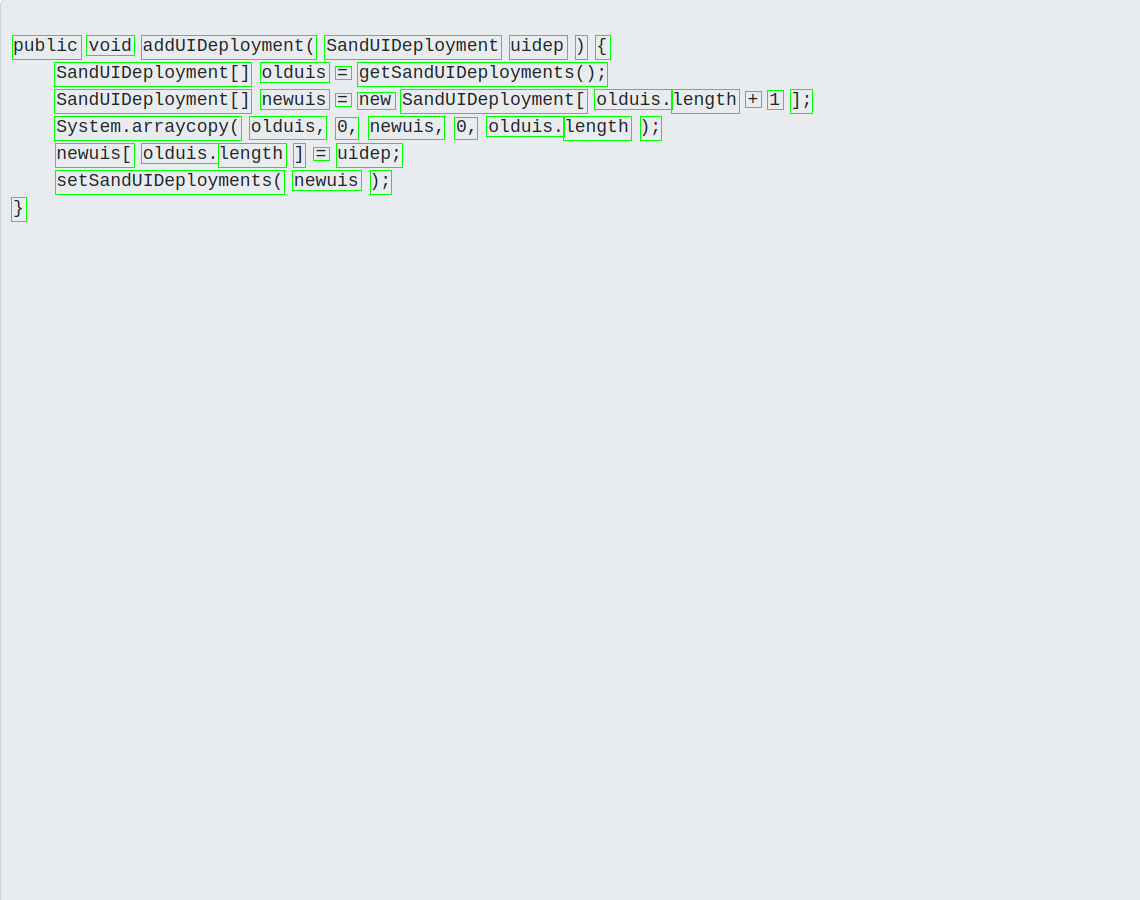 public void addUIDeployment( SandUIDeployment uidep ) {
SandUIDeployment[] olduis = getSandUIDeployments();
SandUIDeployment[] newuis = new SandUIDeployment[ olduis.length + 1 ];
System.arraycopy( olduis, 0, newuis, 0, olduis.length );
newuis[ olduis.length ] = uidep;
setSandUIDeployments( newuis );
}